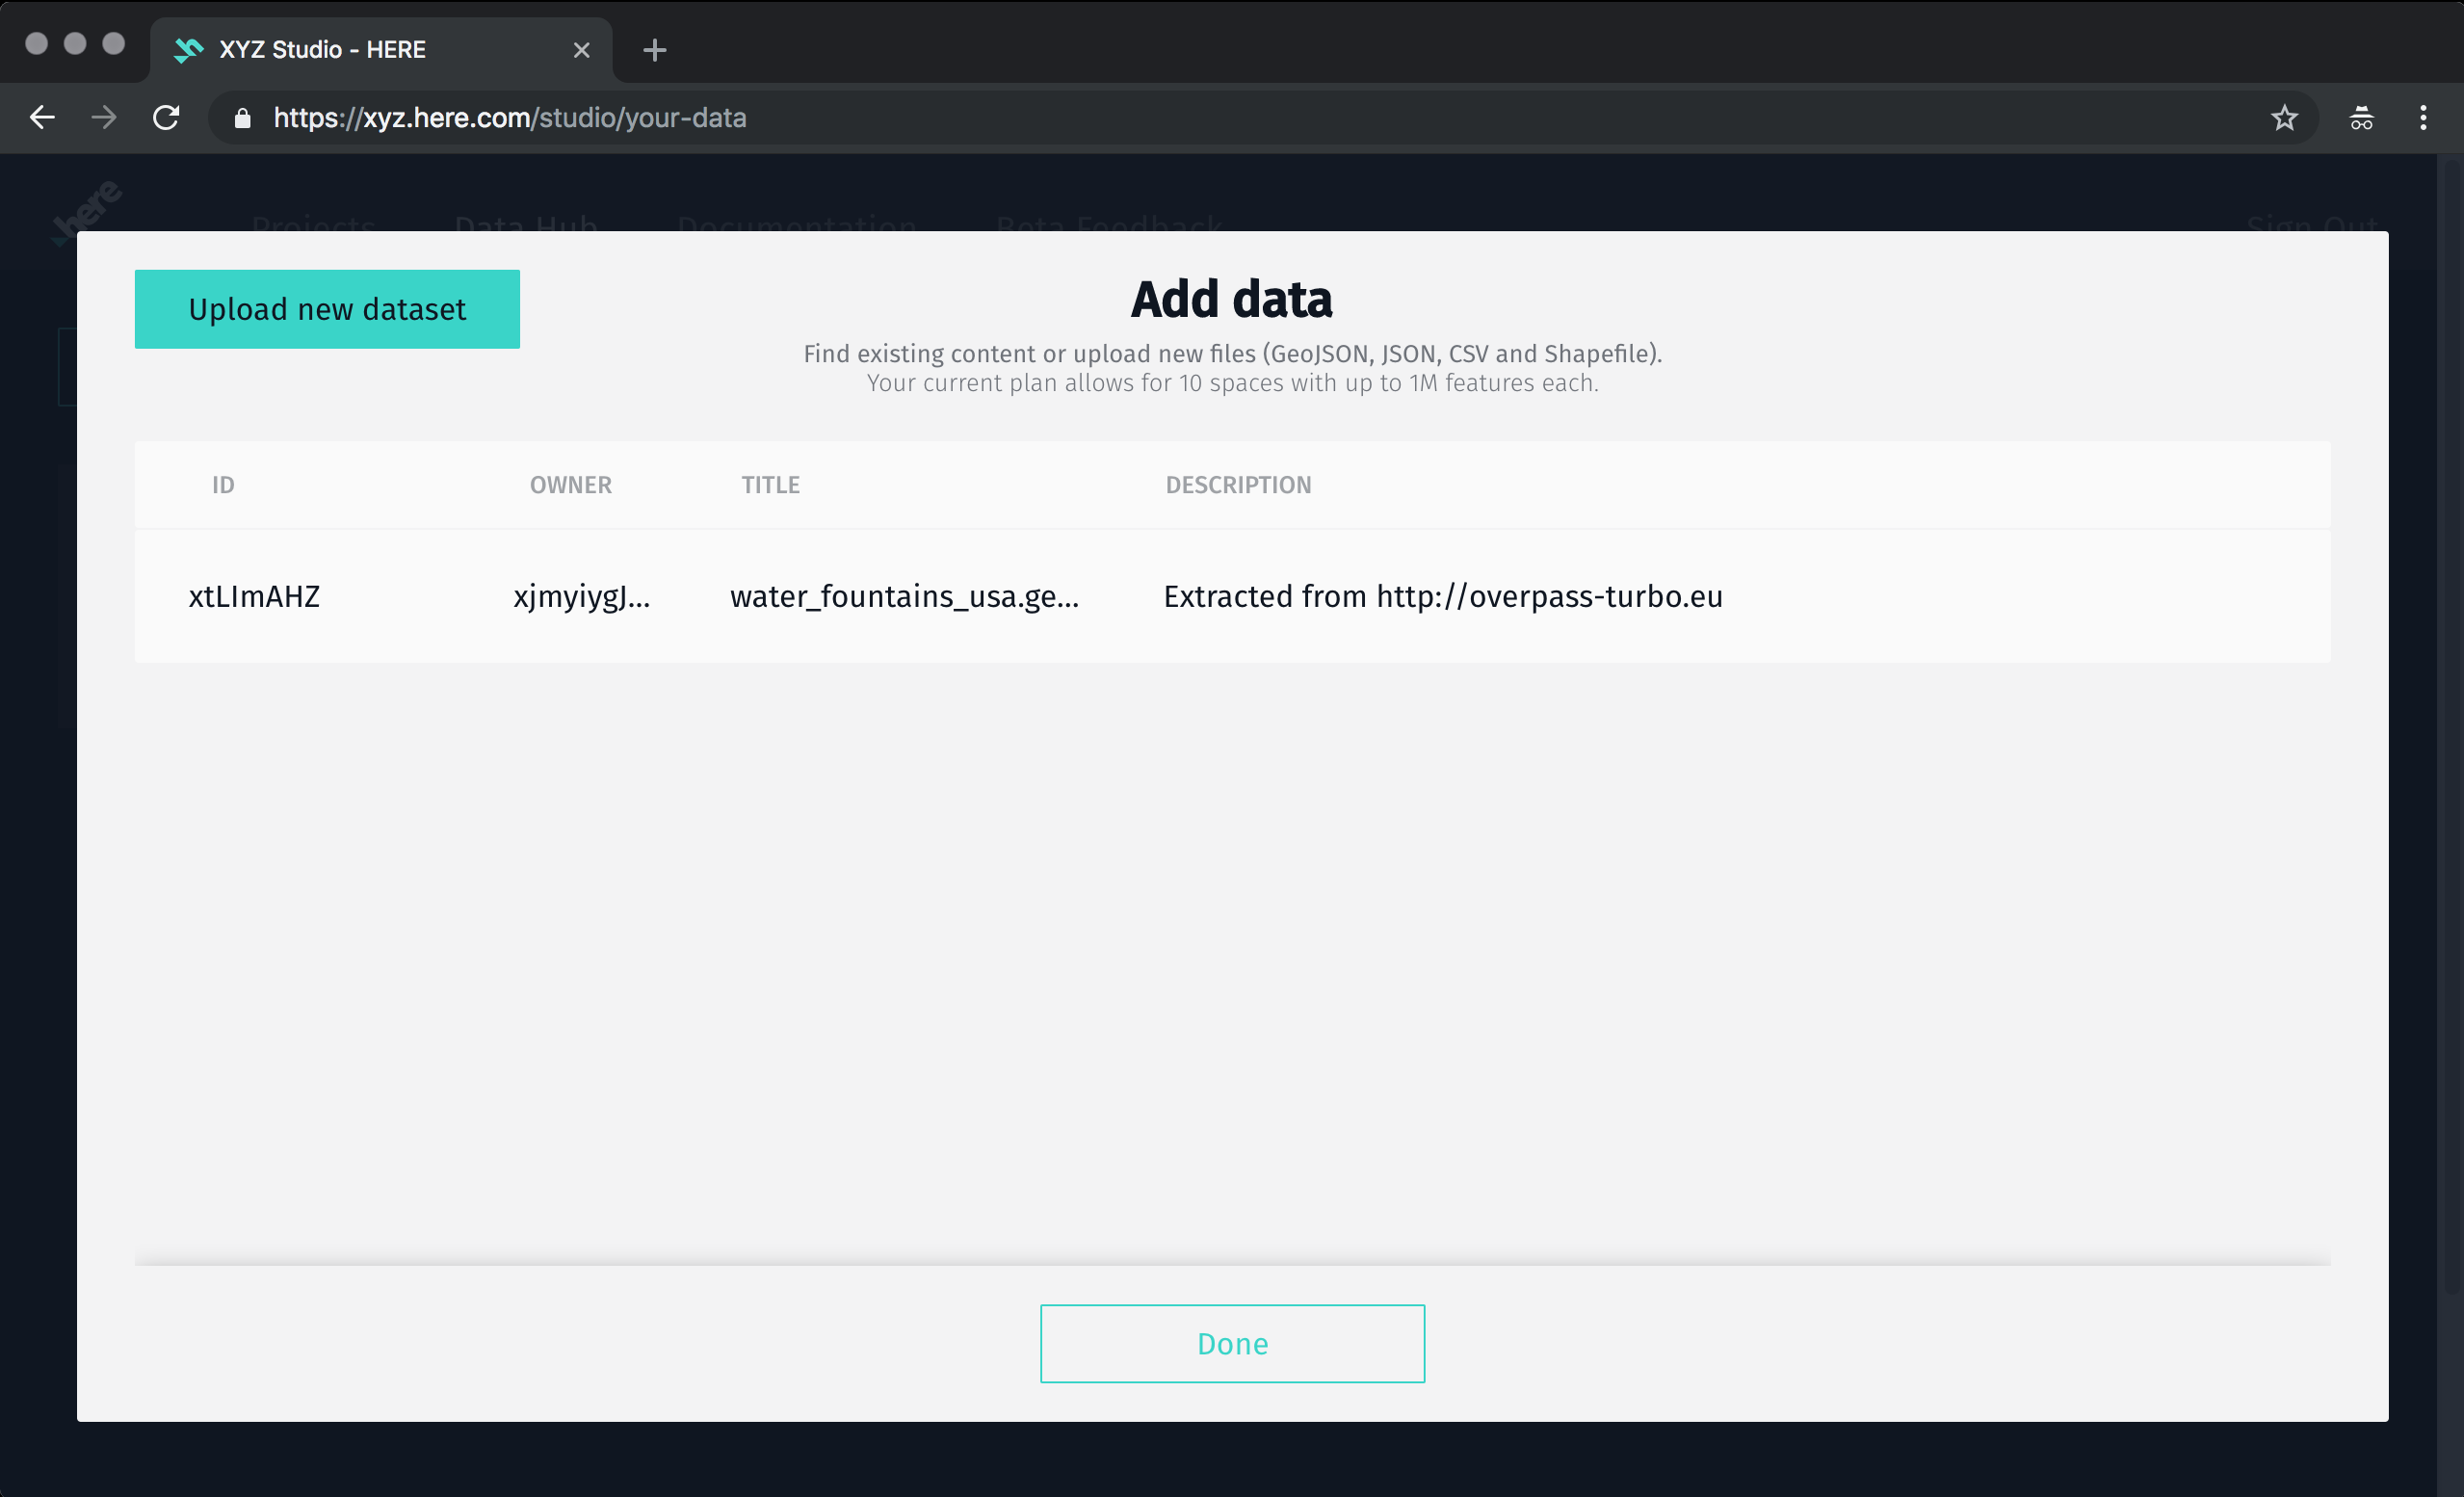 XYZ Studio - HERE
https://xyz.here.com/studio/your-data
here
Projects Data Hub Documentation Beta Feedback Sign Out
Upload new dataset
Add data
Find existing content or upload new files (GeoJSON, JSON, CSV and Shapefile).
Your current plan allows for 10 spaces with up to 1M features each.
ID OWNER TITLE DESCRIPTION
xtLImAHZ xjmyiygJ... water_fountains_usa.ge... Extracted from http://overpass-turbo.eu
Done